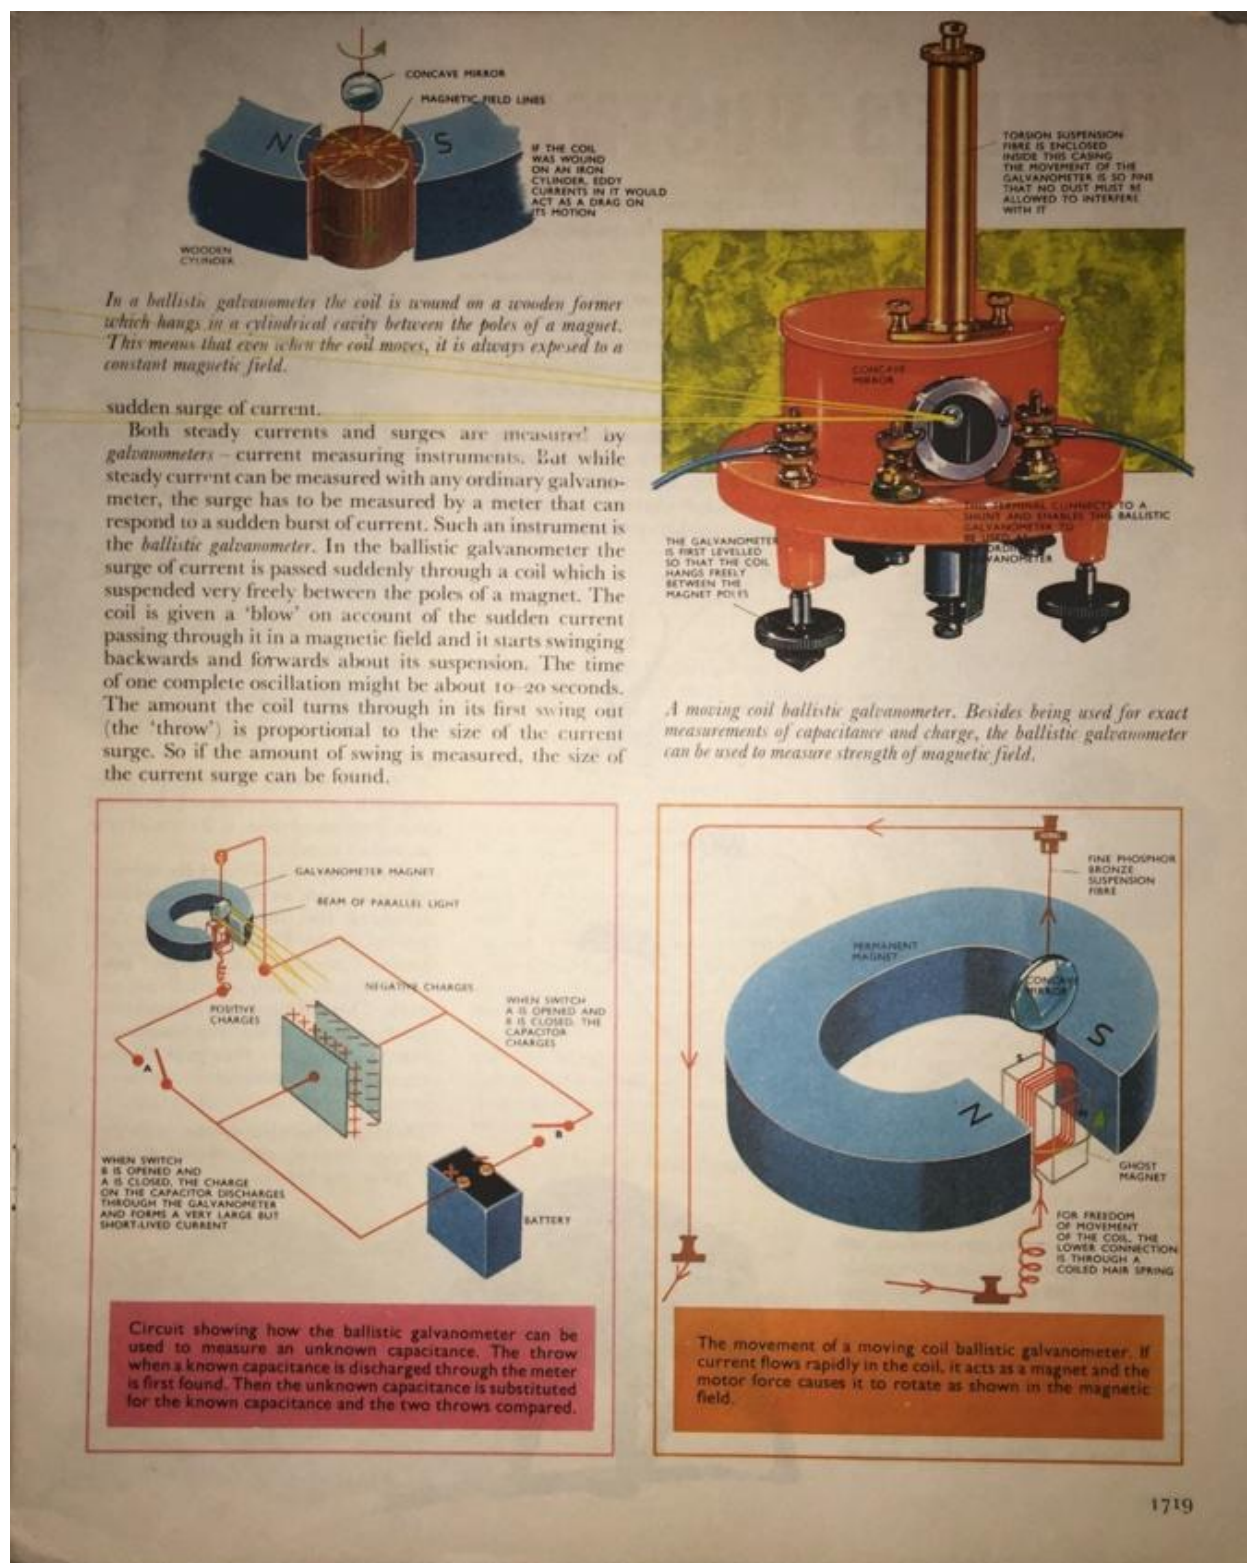 CONCAVE MIRROR
MAGNETIC FIELD LINES
N
S
IF THE COIL
WAS WOUND
ON AN IRON
CYLINDER, EDDY
CURRENTS IN IT WOULD
ACT AS A DRAG ON
ITS MOTION
WOODEN
CYLINDER
In a ballistic galvanometer the coil is wound on a wooden former
which hangs in a cylindrical cavity between the poles of a magnet.
This means that even when the coil moves, it is always exposed to a
constant magnetic field.
sudden surge of current.
Both steady currents and surges are measured by
galvanometers – current measuring instruments. But while
steady current can be measured with any ordinary galvano-
meter, the surge has to be measured by a meter that can
respond to a sudden burst of current. Such an instrument is
the ballistic galvanometer. In the ballistic galvanometer the
surge of current is passed suddenly through a coil which is
suspended very freely between the poles of a magnet. The
coil is given a ‘blow’ on account of the sudden current
passing through it in a magnetic field and it starts swinging
backwards and forwards about its suspension. The time
of one complete oscillation might be about 10–20 seconds.
The amount the coil turns through in its first swing out
(the ‘throw’) is proportional to the size of the current
surge. So if the amount of swing is measured, the size of
the current surge can be found.
TORSION SUSPENSION
FIBRE IS ENCLOSED
INSIDE THIS CASING
THE MOVEMENT OF THE
GALVANOMETER IS SO FINE
THAT NO DUST MUST BE
ALLOWED TO INTERFERE
WITH IT
CONCAVE
MIRROR
THIS TERMINAL CONNECTS TO A
SHUNT AND ENABLES THIS BALLISTIC
GALVANOMETER TO
BE USED AS
ORDINARY
GALVANOMETER
THE GALVANOMETER
IS FIRST LEVELLED
SO THAT THE COIL
HANGS FREELY
BETWEEN THE
MAGNET POLES
A moving coil ballistic galvanometer. Besides being used for exact
measurements of capacitance and charge, the ballistic galvanometer
can be used to measure strength of magnetic field.
GALVANOMETER MAGNET
BEAM OF PARALLEL LIGHT
NEGATIVE CHARGES
POSITIVE
CHARGES
WHEN SWITCH
A IS OPENED AND
B IS CLOSED, THE
CAPACITOR
CHARGES
A
B
WHEN SWITCH
B IS OPENED AND
A IS CLOSED, THE CHARGE
ON THE CAPACITOR DISCHARGES
THROUGH THE GALVANOMETER
AND FORMS A VERY LARGE BUT
SHORT-LIVED CURRENT
BATTERY
Circuit showing how the ballistic galvanometer can be
used to measure an unknown capacitance. The throw
when a known capacitance is discharged through the meter
is first found. Then the unknown capacitance is substituted
for the known capacitance and the two throws compared.
FINE PHOSPHOR
BRONZE
SUSPENSION
FIBRE
PERMANENT
MAGNET
CONCAVE
MIRROR
S
N
S
GHOST
MAGNET
FOR FREEDOM
OF MOVEMENT
OF THE COIL, THE
LOWER CONNECTION
IS THROUGH A
COILED HAIR SPRING
The movement of a moving coil ballistic galvanometer. If
current flows rapidly in the coil, it acts as a magnet and the
motor force causes it to rotate as shown in the magnetic
field.
1719